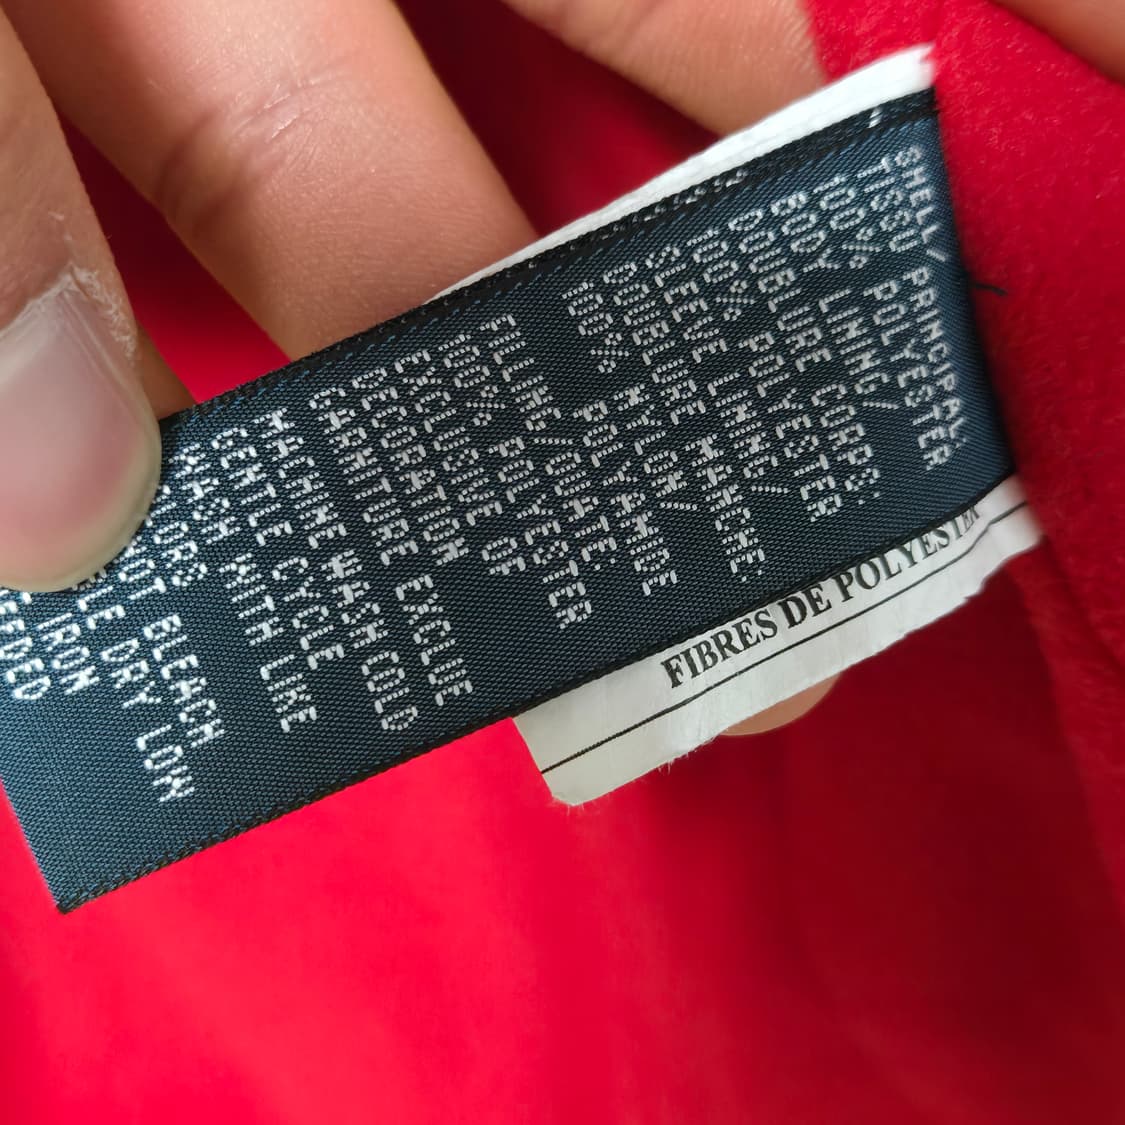 SHELL/ PRINCIPAL:
TISSU POLYESTER
100%
BODY LINING/
DOUBLURE CORPS:
100% POLYESTER
SLEEVE LINING/
DOUBLURE MANCHE:
100% NYLON/
POLYAMIDE
FILLING/OUATE:
100% POLYESTER
EXCLUSIVE OF
DECORATION
GARNITURE EXCLUE
MACHINE WASH COLD
GENTLE CYCLE
WASH WITH LIKE
NOT BLEACH
DRY LOW
IRON
FIBRES DE POLYESTER